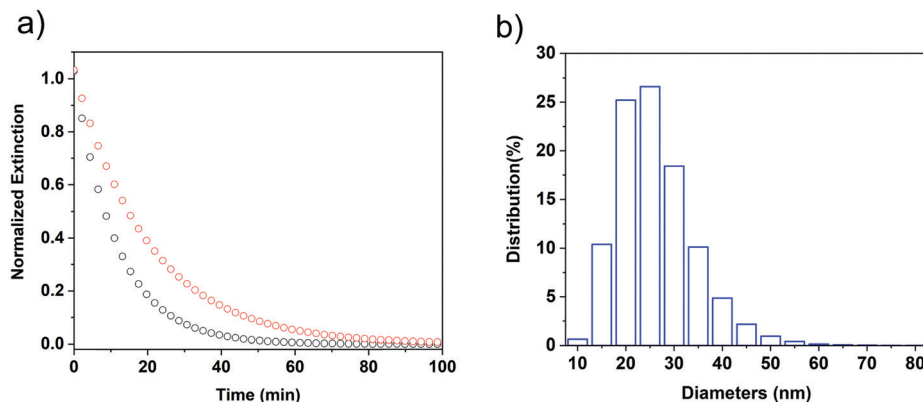 a)
Normalized Extinction
1.0
0.8
0.6
0.4
0.2
0.0
0 20 40 60 80 100
Time (min)
b)
Distribution(%)
30
25
20
15
10
5
0
10 20 30 40 50 60 70 80
Diameters (nm)